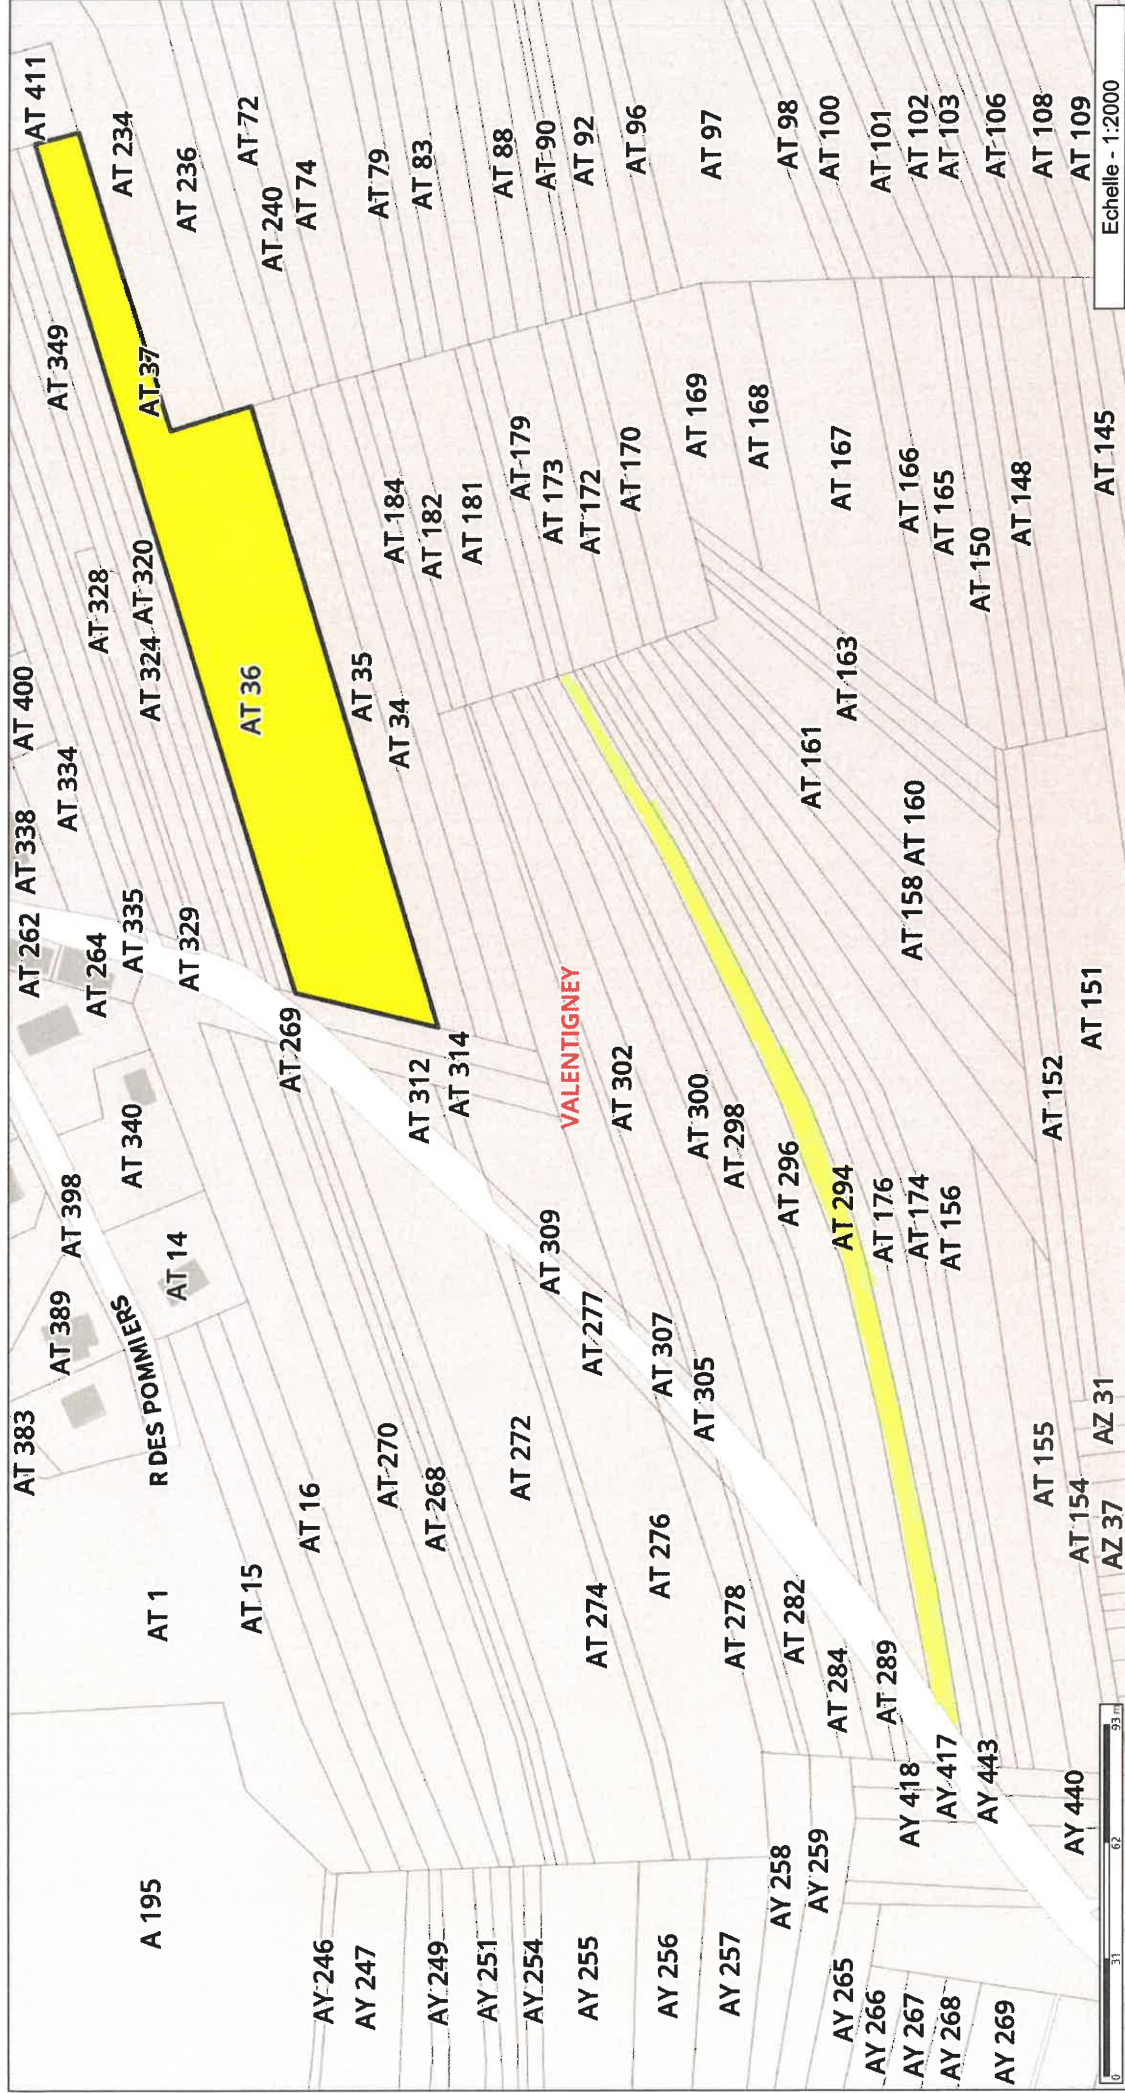 AT 411
AT 234
AT 236
AT 72
AT 240
AT 74
AT 79
AT 83
AT 88
AT 90
AT 92
AT 96
AT 97
AT 98
AT 100
AT 101
AT 102
AT 103
AT 106
AT 108
AT 109
Echelle - 1:2000
AT 349
AT 37
AT 184
AT 182
AT 181
AT 179
AT 173
AT 172
AT 170
AT 169
AT 168
AT 167
AT 166
AT 165
AT 150
AT 148
AT 145
AT 400
AT 334
AT 328
AT 324
AT 320
AT 36
AT 35
AT 34
AT 163
AT 161
AT 160
AT 158
AT 338
AT 262
AT 264
AT 335
AT 329
AT 269
AT 312
AT 314
VALENTIGNEY
AT 302
AT 300
AT 298
AT 296
AT 294
AT 176
AT 174
AT 156
AT 152
AT 151
AT 340
AT 398
AT 14
AT 389
R DES POMMIERS
AT 383
AT 309
AT 277
AT 307
AT 305
AT 155
AT 154
AZ 31
AZ 37
AT 1
AT 15
AT 16
AT 270
AT 268
AT 272
AT 274
AT 276
AT 278
AT 282
AT 284
AT 289
AY 418
AY 417
AY 443
AY 440
A 195
AY 246
AY 247
AY 249
AY 251
AY 254
AY 255
AY 256
AY 257
AY 258
AY 259
AY 265
AY 266
AY 267
AY 268
AY 269
0 31 62 93 m